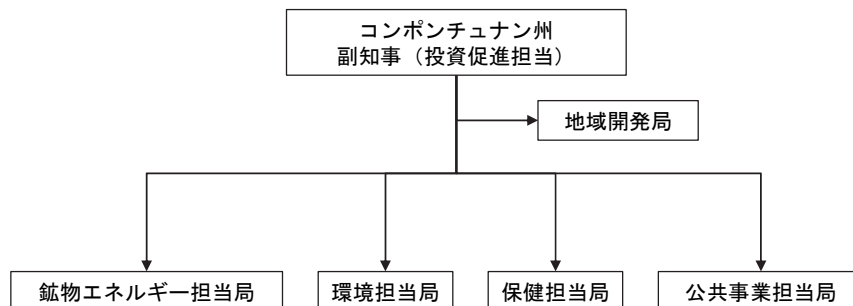 コンポンチュナン州
副知事（投資促進担当）
地域開発局
鉱物エネルギー担当局
環境担当局
保健担当局
公共事業担当局